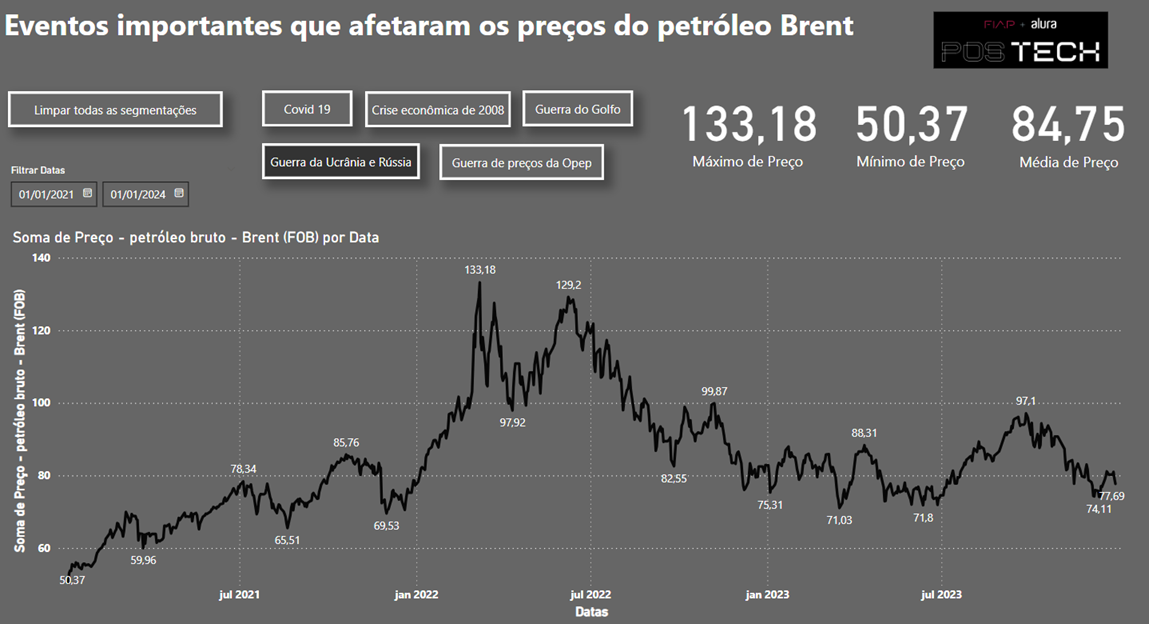 Eventos importantes que afetaram os preços do petróleo Brent
FIAP + alura
POS TECH
Limpar todas as segmentações
Covid 19
Crise econômica de 2008
Guerra do Golfo
Guerra da Ucrânia e Rússia
Guerra de preços da Opep
133,18
Máximo de Preço
50,37
Mínimo de Preço
84,75
Média de Preço
Filtrar Datas
01/01/2021
01/01/2024
Soma de Preço - petróleo bruto - Brent (FOB) por Data
Soma de Preço - petróleo bruto - Brent (FOB)
140
120
100
80
60
50,37
59,96
78,34
65,51
85,76
69,53
133,18
97,92
129,2
82,55
99,87
75,31
71,03
88,31
71,8
97,1
74,11
77,69
jul 2021
jan 2022
jul 2022
jan 2023
jul 2023
Datas